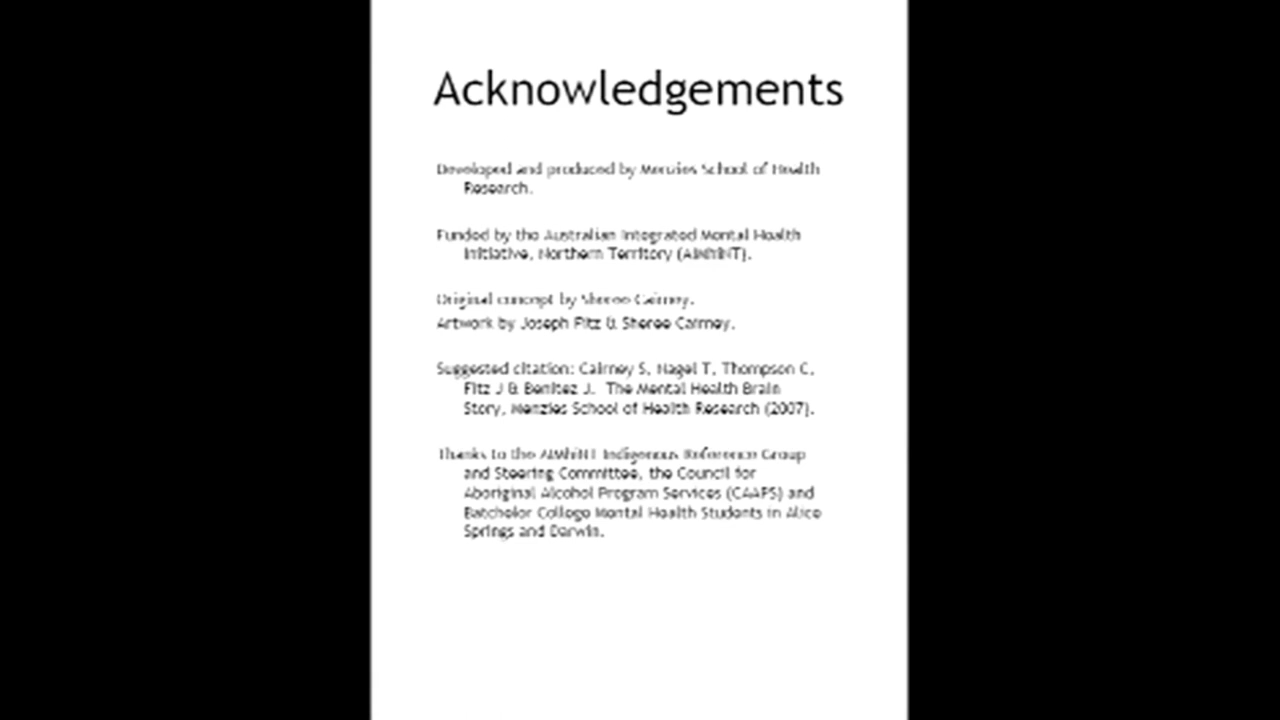 Acknowledgements
Developed and produced by Menzies School of Health
Research.
Funded by the Australian Integrated Mental Health
Initiative, Northern Territory (AIMhiNT).
Original concept by Sheree Cairney.
Artwork by Joseph Fitz & Sheree Cairney.
Suggested citation: Cairney S, Nagel T, Thompson C,
Fitz J & Benitez J. The Mental Health Brain
Story, Menzies School of Health Research (2007).
Thanks to the AIMhiNT Indigenous Reference Group
and Steering Committee, the Council for
Aboriginal Alcohol Program Services (CAAPS) and
Batchelor College Mental Health Students in Alice
Springs and Darwin.